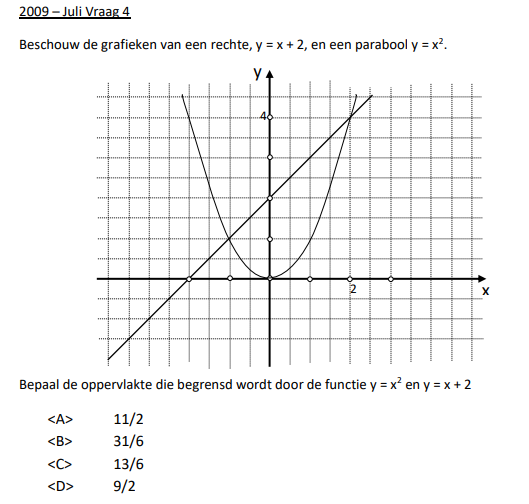 2009 – Juli Vraag 4
Beschouw de grafieken van een rechte, y = x + 2, en een parabool y = x².
y
4
2
x
Bepaal de oppervlakte die begrensd wordt door de functie y = x² en y = x + 2
<A> 11/2
<B> 31/6
<C> 13/6
<D> 9/2